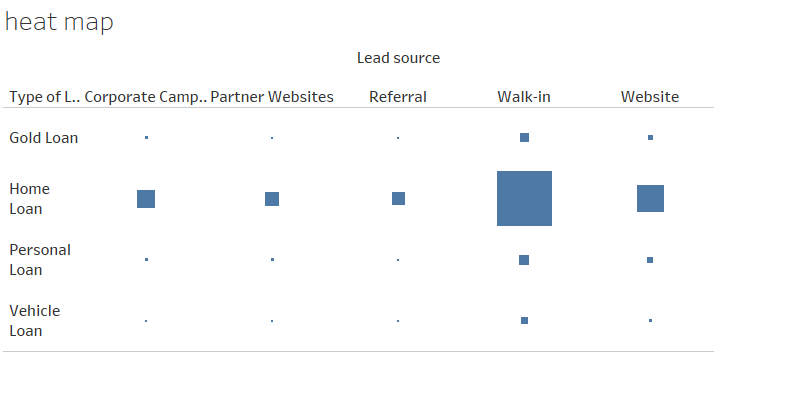 heat map
Lead source
Type of L.. Corporate Camp.. Partner Websites Referral Walk-in Website
Gold Loan
Home
Loan
Personal
Loan
Vehicle
Loan